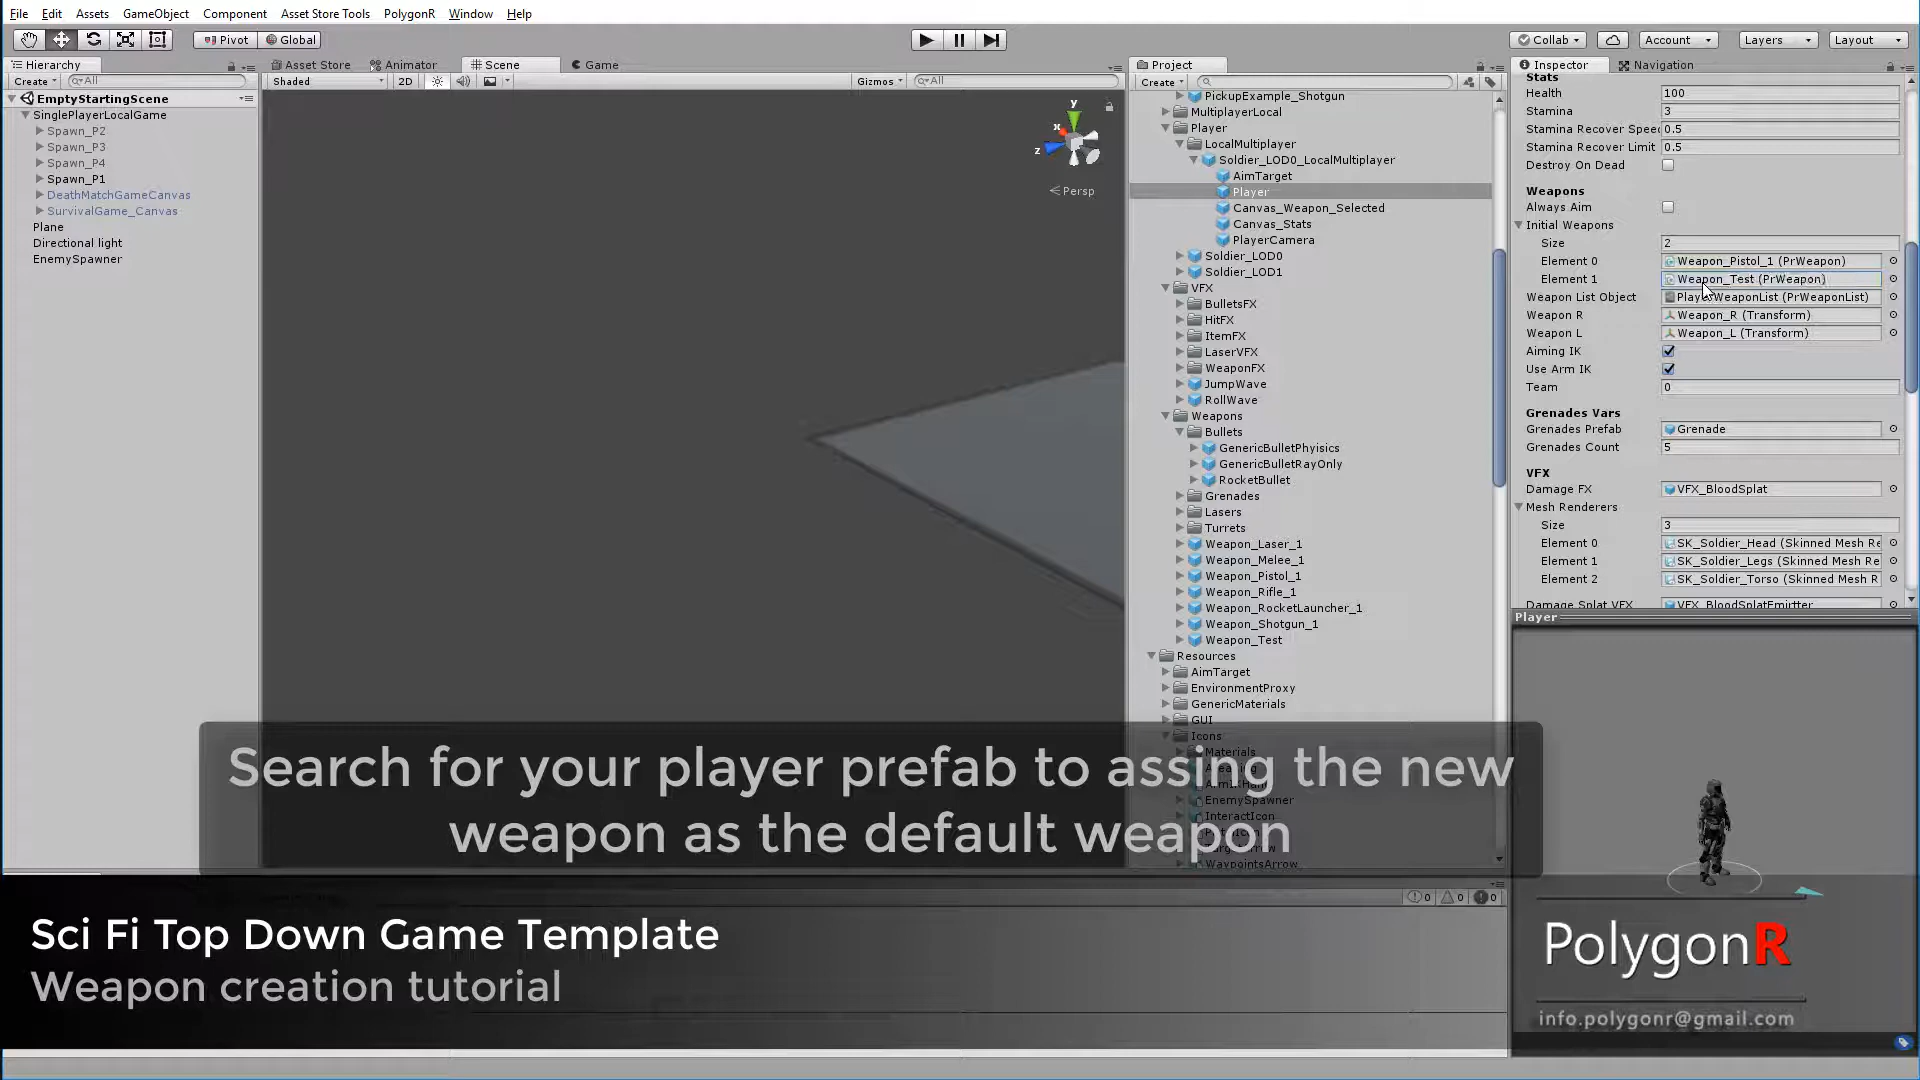 File Edit Assets GameObject Component Asset Store Tools PolygonR Window Help
Pivot Global Collab Account Layers Layout
Hierarchy Asset Store Animator Scene Game Project Inspector Navigation
Create All Shaded 2D Gizmos All Create
EmptyStartingScene
SinglePlayerLocalGame
Spawn_P2
Spawn_P3
Spawn_P4
Spawn_P1
DeathMatchGameCanvas
SurvivalGame_Canvas
Plane
Directional light
EnemySpawner
y
x
z
Persp
PickupExample_Shotgun
MultiplayerLocal
Player
LocalMultiplayer
Soldier_LOD0_LocalMultiplayer
AimTarget
Player
Canvas_Weapon_Selected
Canvas_Stats
PlayerCamera
Soldier_LOD0
Soldier_LOD1
VFX
BulletsFX
HitFX
ItemFX
LaserVFX
WeaponFX
JumpWave
RollWave
Weapons
Bullets
GenericBulletPhyisics
GenericBulletRayOnly
RocketBullet
Grenades
Lasers
Turrets
Weapon_Laser_1
Weapon_Melee_1
Weapon_Pistol_1
Weapon_Rifle_1
Weapon_RocketLauncher_1
Weapon_Shotgun_1
Weapon_Test
Resources
AimTarget
EnvironmentProxy
GenericMaterials
GUI
Icons
Materials
EnemySpawner
InteractIcon
WaypointsArrow
Stats
Health 100
Stamina 3
Stamina Recover Speed 0.5
Stamina Recover Limit 0.5
Destroy On Dead
Weapons
Always Aim
Initial Weapons
Size 2
Element 0 Weapon_Pistol_1 (PrWeapon)
Element 1 Weapon_Test (PrWeapon)
Weapon List Object PlayerWeaponList (PrWeaponList)
Weapon R Weapon_R (Transform)
Weapon L Weapon_L (Transform)
Aiming IK
Use Arm IK
Team 0
Grenades Vars
Grenades Prefab Grenade
Grenades Count 5
VFX
Damage FX VFX_BloodSplat
Mesh Renderers
Size 3
Element 0 SK_Soldier_Head (Skinned Mesh Re
Element 1 SK_Soldier_Legs (Skinned Mesh Re
Element 2 SK_Soldier_Torso (Skinned Mesh R
Damage Splat VFX VFX_BloodSplatEmirtter
Player
Search for your player prefab to assing the new
weapon as the default weapon
0 0 0
Sci Fi Top Down Game Template
Weapon creation tutorial
PolygonR
info.polygonr@gmail.com